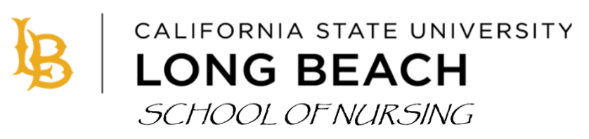 LB
CALIFORNIA STATE UNIVERSITY
LONG BEACH
SCHOOL OF NURSING